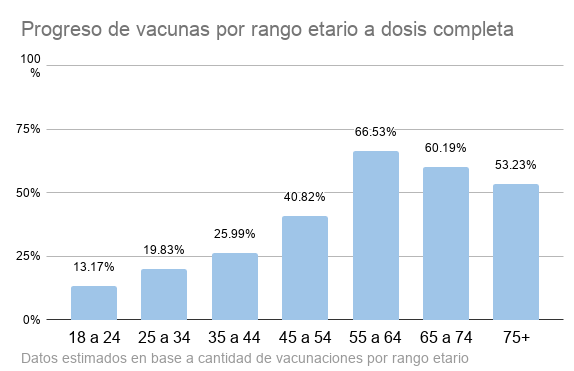 Progreso de vacunas por rango etario a dosis completa
100
%
75%
50%
25%
0%
13.17%
19.83%
25.99%
40.82%
66.53%
60.19%
53.23%
18 a 24
25 a 34
35 a 44
45 a 54
55 a 64
65 a 74
75+
Datos estimados en base a cantidad de vacunaciones por rango etario